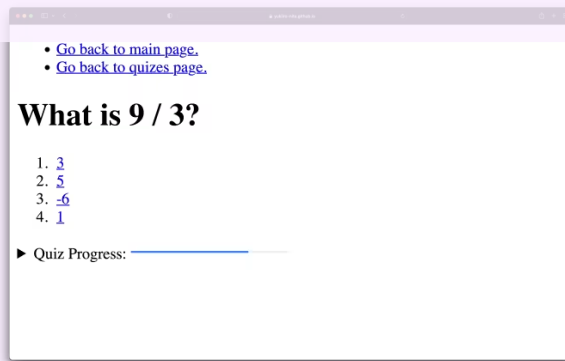 Go back to main page.
Go back to quizes page.
What is 9 / 3?
1. 3
2. 5
3. -6
4. 1
Quiz Progress: